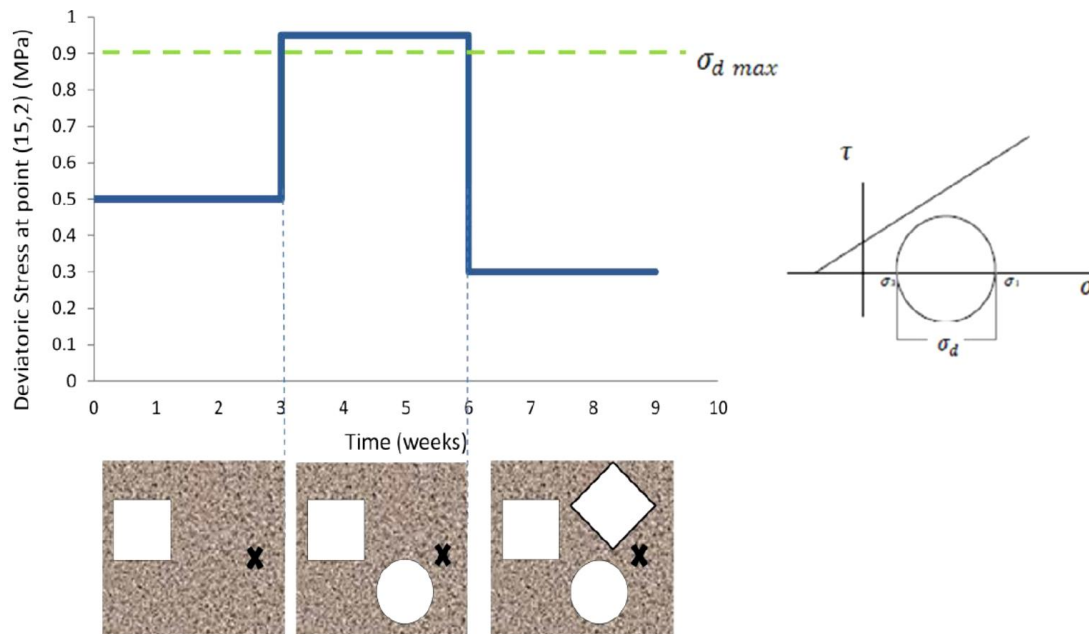 Deviatoric Stress at point (15,2) (MPa)
1
0.9
0.8
0.7
0.6
0.5
0.4
0.3
0.2
0.1
0
0 1 2 3 4 5 6 7 8 9 10
Time (weeks)
σd max
τ
σ3 σ1 σ
σd
x
x
x